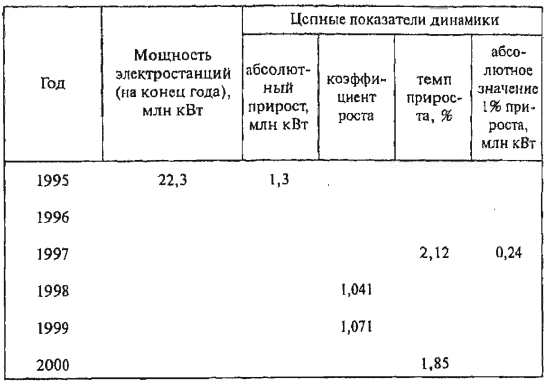 Год
Мощность
электростанций
(на конец года),
млн кВт
Цепные показатели динамики
абсолют-
ный
прирост,
млн кВт
коэффи-
циент
роста
темп
прирос-
та, %
абсо-
лютное
значение
1% при-
роста,
млн кВт
1995 22,3 1,3
1996
1997 2,12 0,24
1998 1,041
1999 1,071
2000 1,85